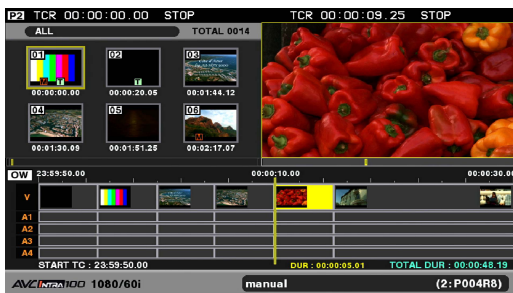 P2 TCR 00:00:00.00 STOP
TCR 00:00:09.25 STOP
ALL
TOTAL 0014
01
M T
00:00:00.00
02
T
00:00:20.05
03
00:01:44.12
04
00:01:30.09
05
00:01:51.25
06
M
00:02:17.07
OW 23:59:50.00 00:00:10.00 00:00:30.0
V
A1
A2
A3
A4
START TC : 23:59:50.00
DUR : 00:00:05.01
TOTAL DUR : 00:00:48.19
AVC INTRA 100 1080/60i
manual
(2:P004R8)